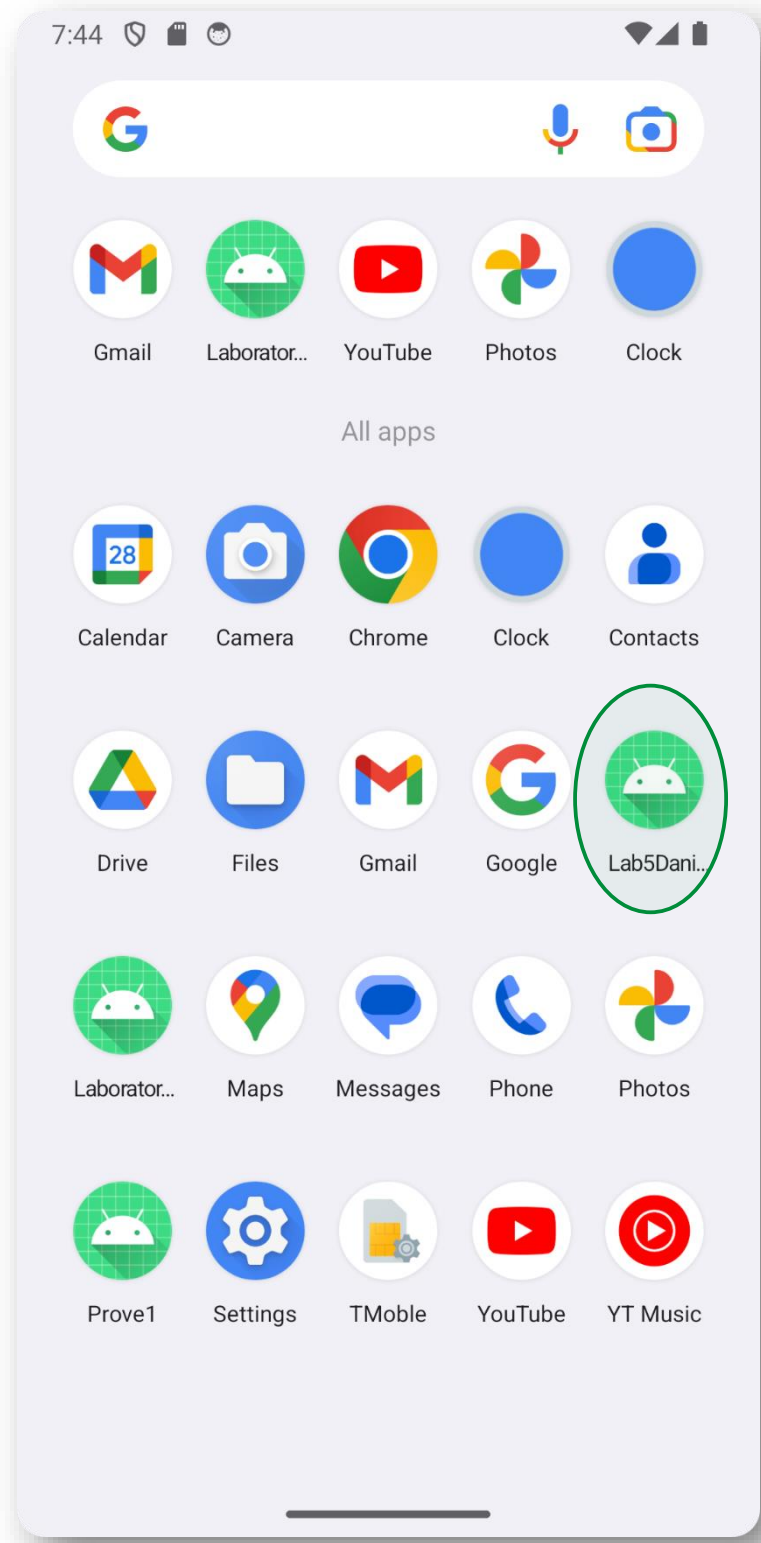 7:44
Gmail Laborator... YouTube Photos Clock
All apps
28
Calendar Camera Chrome Clock Contacts
Drive Files Gmail Google Lab5Dani...
Laborator... Maps Messages Phone Photos
Prove1 Settings TMoble YouTube YT Music